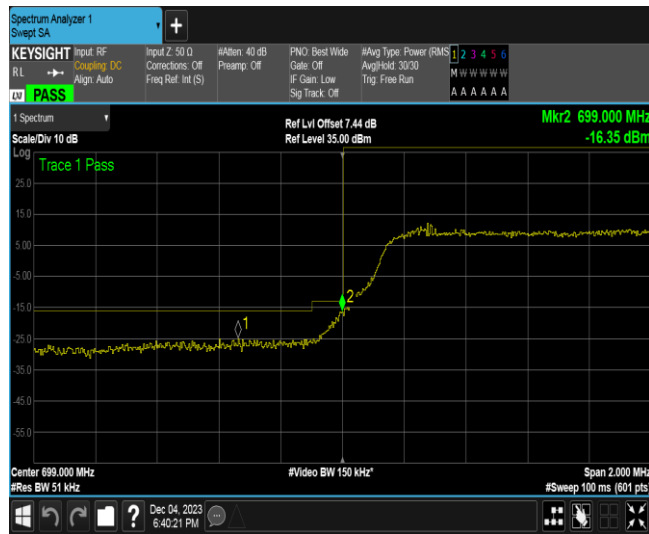 Spectrum Analyzer 1
Swept SA
+
KEYSIGHT
RL
LXI PASS
Input: RF
Coupling: DC
Align: Auto
Input Z: 50 Ω
Corrections: Off
Freq Ref: Int (S)
#Atten: 40 dB
Preamp: Off
PNO: Best Wide
Gate: Off
IF Gain: Low
Sig Track: Off
#Avg Type: Power (RMS
Avg|Hold: 30/30
Trig: Free Run
1 2 3 4 5 6
M W W W W W
A A A A A A
1 Spectrum
Scale/Div 10 dB
Log
Ref Lvl Offset 7.44 dB
Ref Level 35.00 dBm
Mkr2 699.000 MHz
-16.35 dBm
Trace 1 Pass
25.0
15.0
5.00
-5.00
-15.0
-25.0
-35.0
-45.0
-55.0
1
2
Center 699.000 MHz
#Res BW 51 kHz
#Video BW 150 kHz*
Span 2.000 MHz
#Sweep 100 ms (601 pts
?
Dec 04, 2023
6:40:21 PM